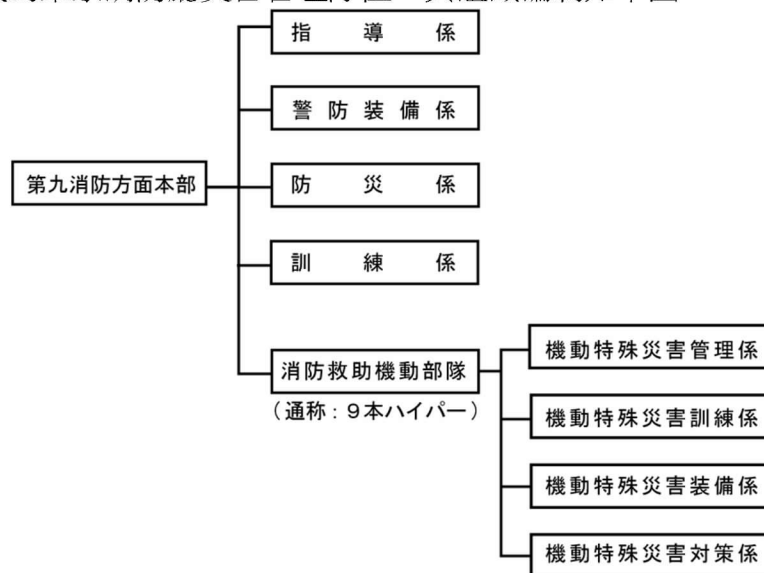 指導係
警防装備係
第九消防方面本部
防災係
訓練係
消防救助機動部隊
（通称：９本ハイパー）
機動特殊災害管理係
機動特殊災害訓練係
機動特殊災害装備係
機動特殊災害対策係